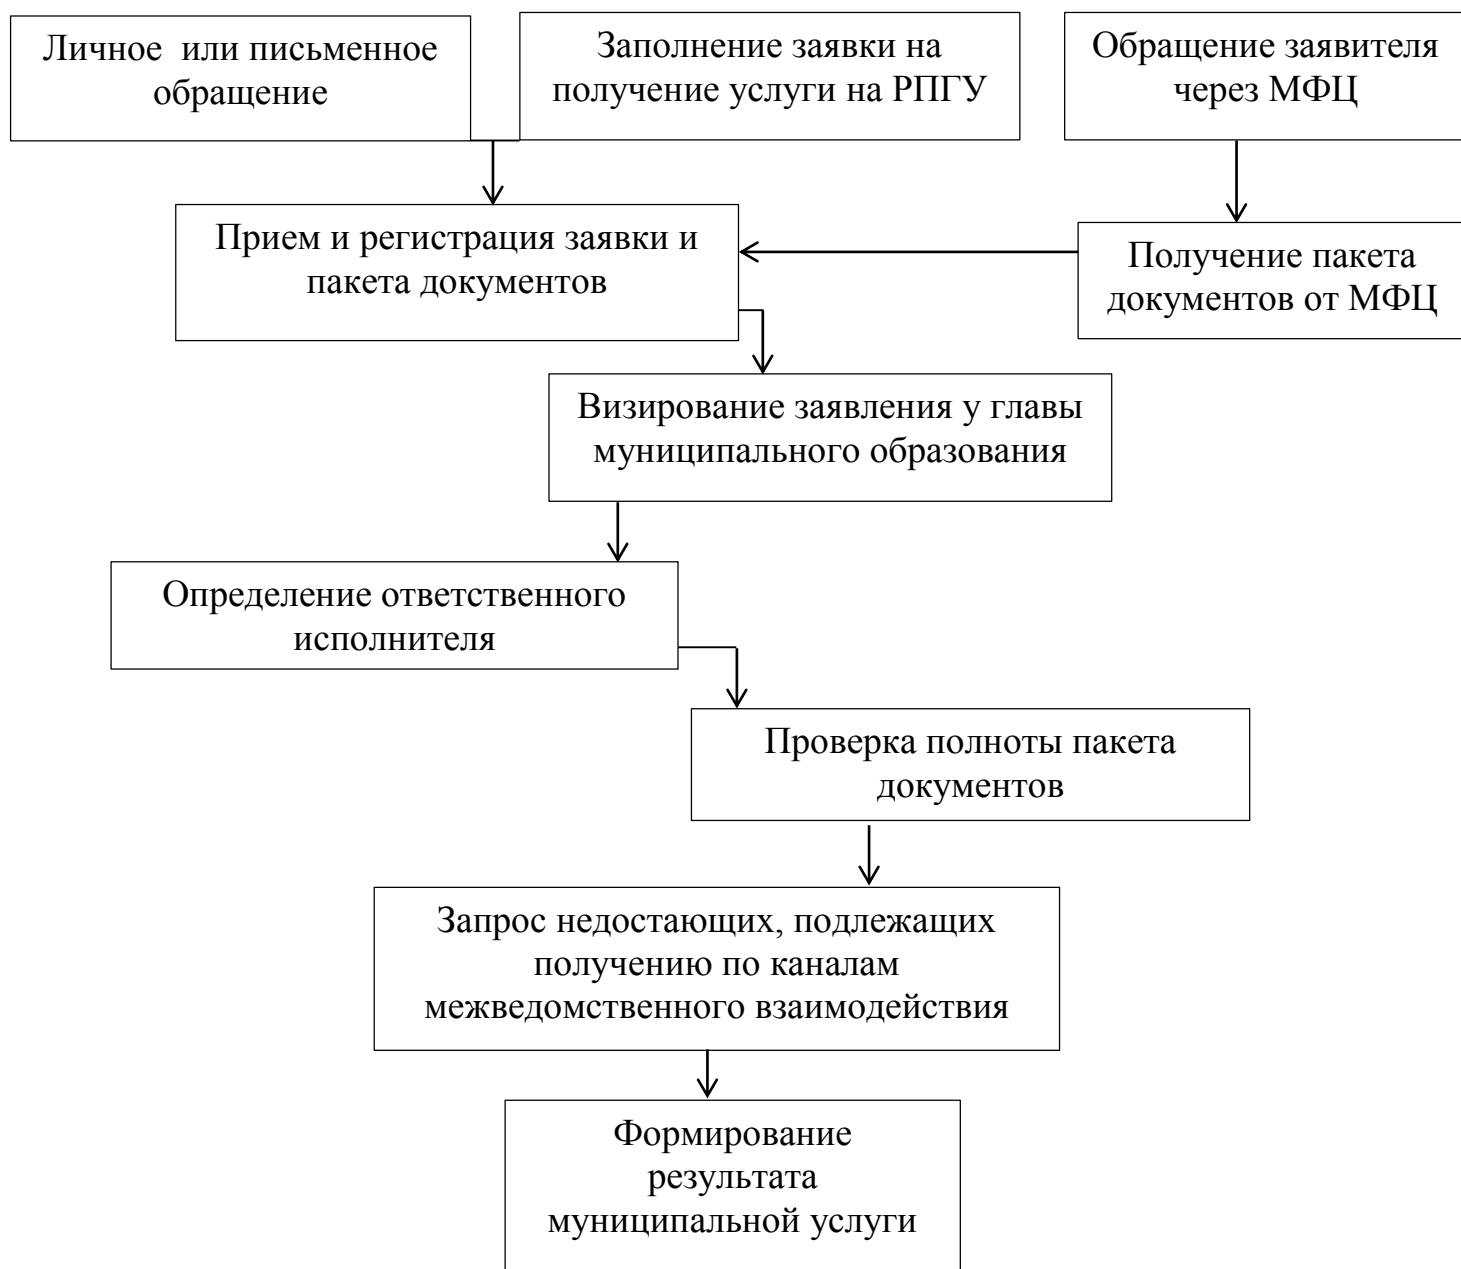 Личное или письменное
обращение
Заполнение заявки на
получение услуги на РПГУ
Обращение заявителя
через МФЦ
Прием и регистрация заявки и
пакета документов
Получение пакета
документов от МФЦ
Визирование заявления у главы
муниципального образования
Определение ответственного
исполнителя
Проверка полноты пакета
документов
Запрос недостающих, подлежащих
получению по каналам
межведомственного взаимодействия
Формирование
результата
муниципальной услуги